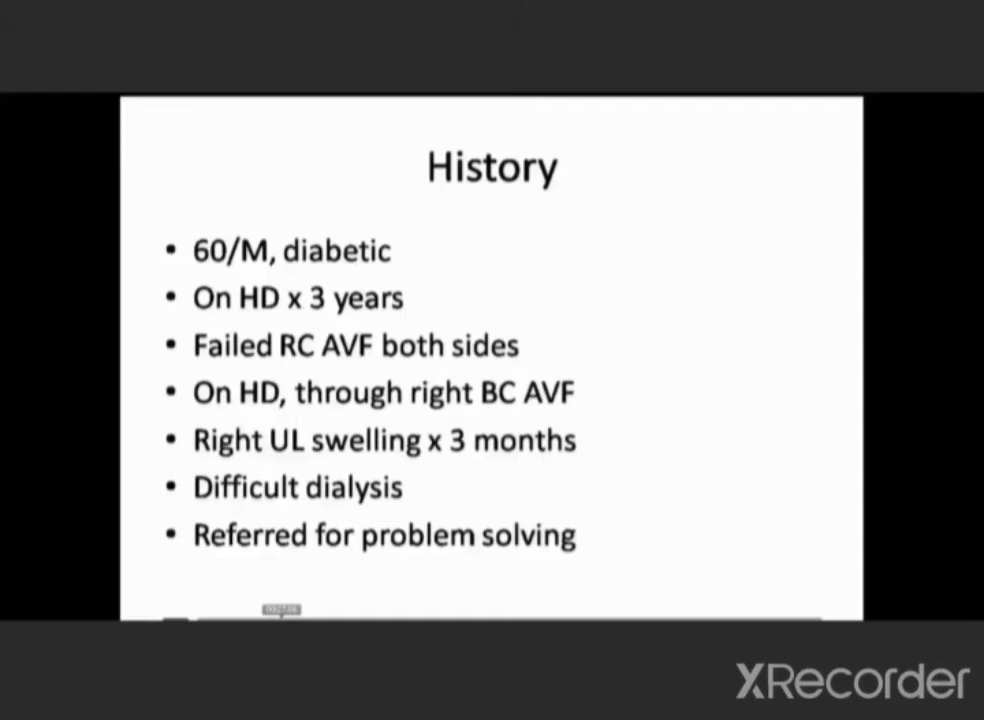 History
• 60/M, diabetic
• On HD x 3 years
• Failed RC AVF both sides
• On HD, through right BC AVF
• Right UL swelling x 3 months
• Difficult dialysis
• Referred for problem solving
XRecorder